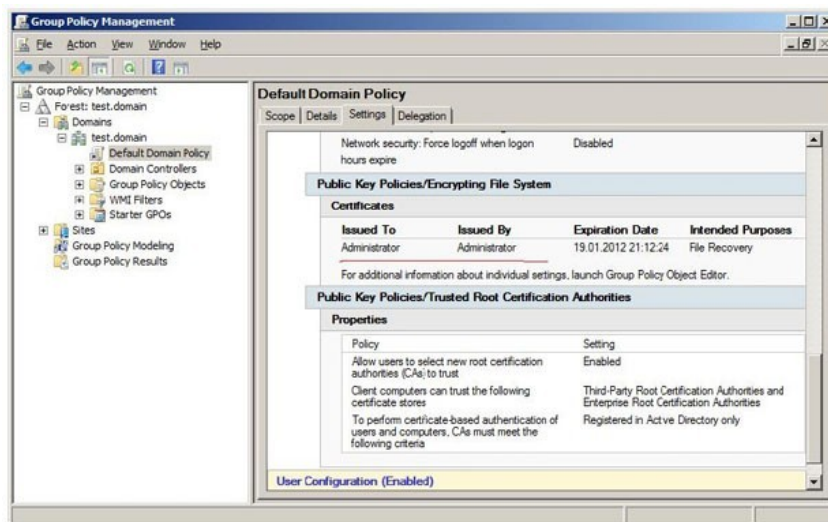 Group Policy Management
File Action View Window Help
Group Policy Management
Forest: test.domain
Domains
test.domain
Default Domain Policy
Domain Controllers
Group Policy Objects
WMI Filters
Starter GPOs
Sites
Group Policy Modeling
Group Policy Results
Default Domain Policy
Scope Details Settings Delegation
Network security: Force logoff when logon Disabled
hours expire
Public Key Policies/Encrypting File System
Certificates
Issued To Issued By Expiration Date Intended Purposes
Administrator Administrator 19.01.2012 21:12:24 File Recovery
For additional information about individual settings, launch Group Policy Object Editor.
Public Key Policies/Trusted Root Certification Authorities
Properties
Policy Setting
Allow users to select new root certification Enabled
authorities (CAs) to trust
Client computers can trust the following Third-Party Root Certification Authorities and
certificate stores Enterprise Root Certification Authorities
To perform certificate-based authentication of Registered in Active Directory only
users and computers, CAs must meet the
following criteria
User Configuration (Enabled)